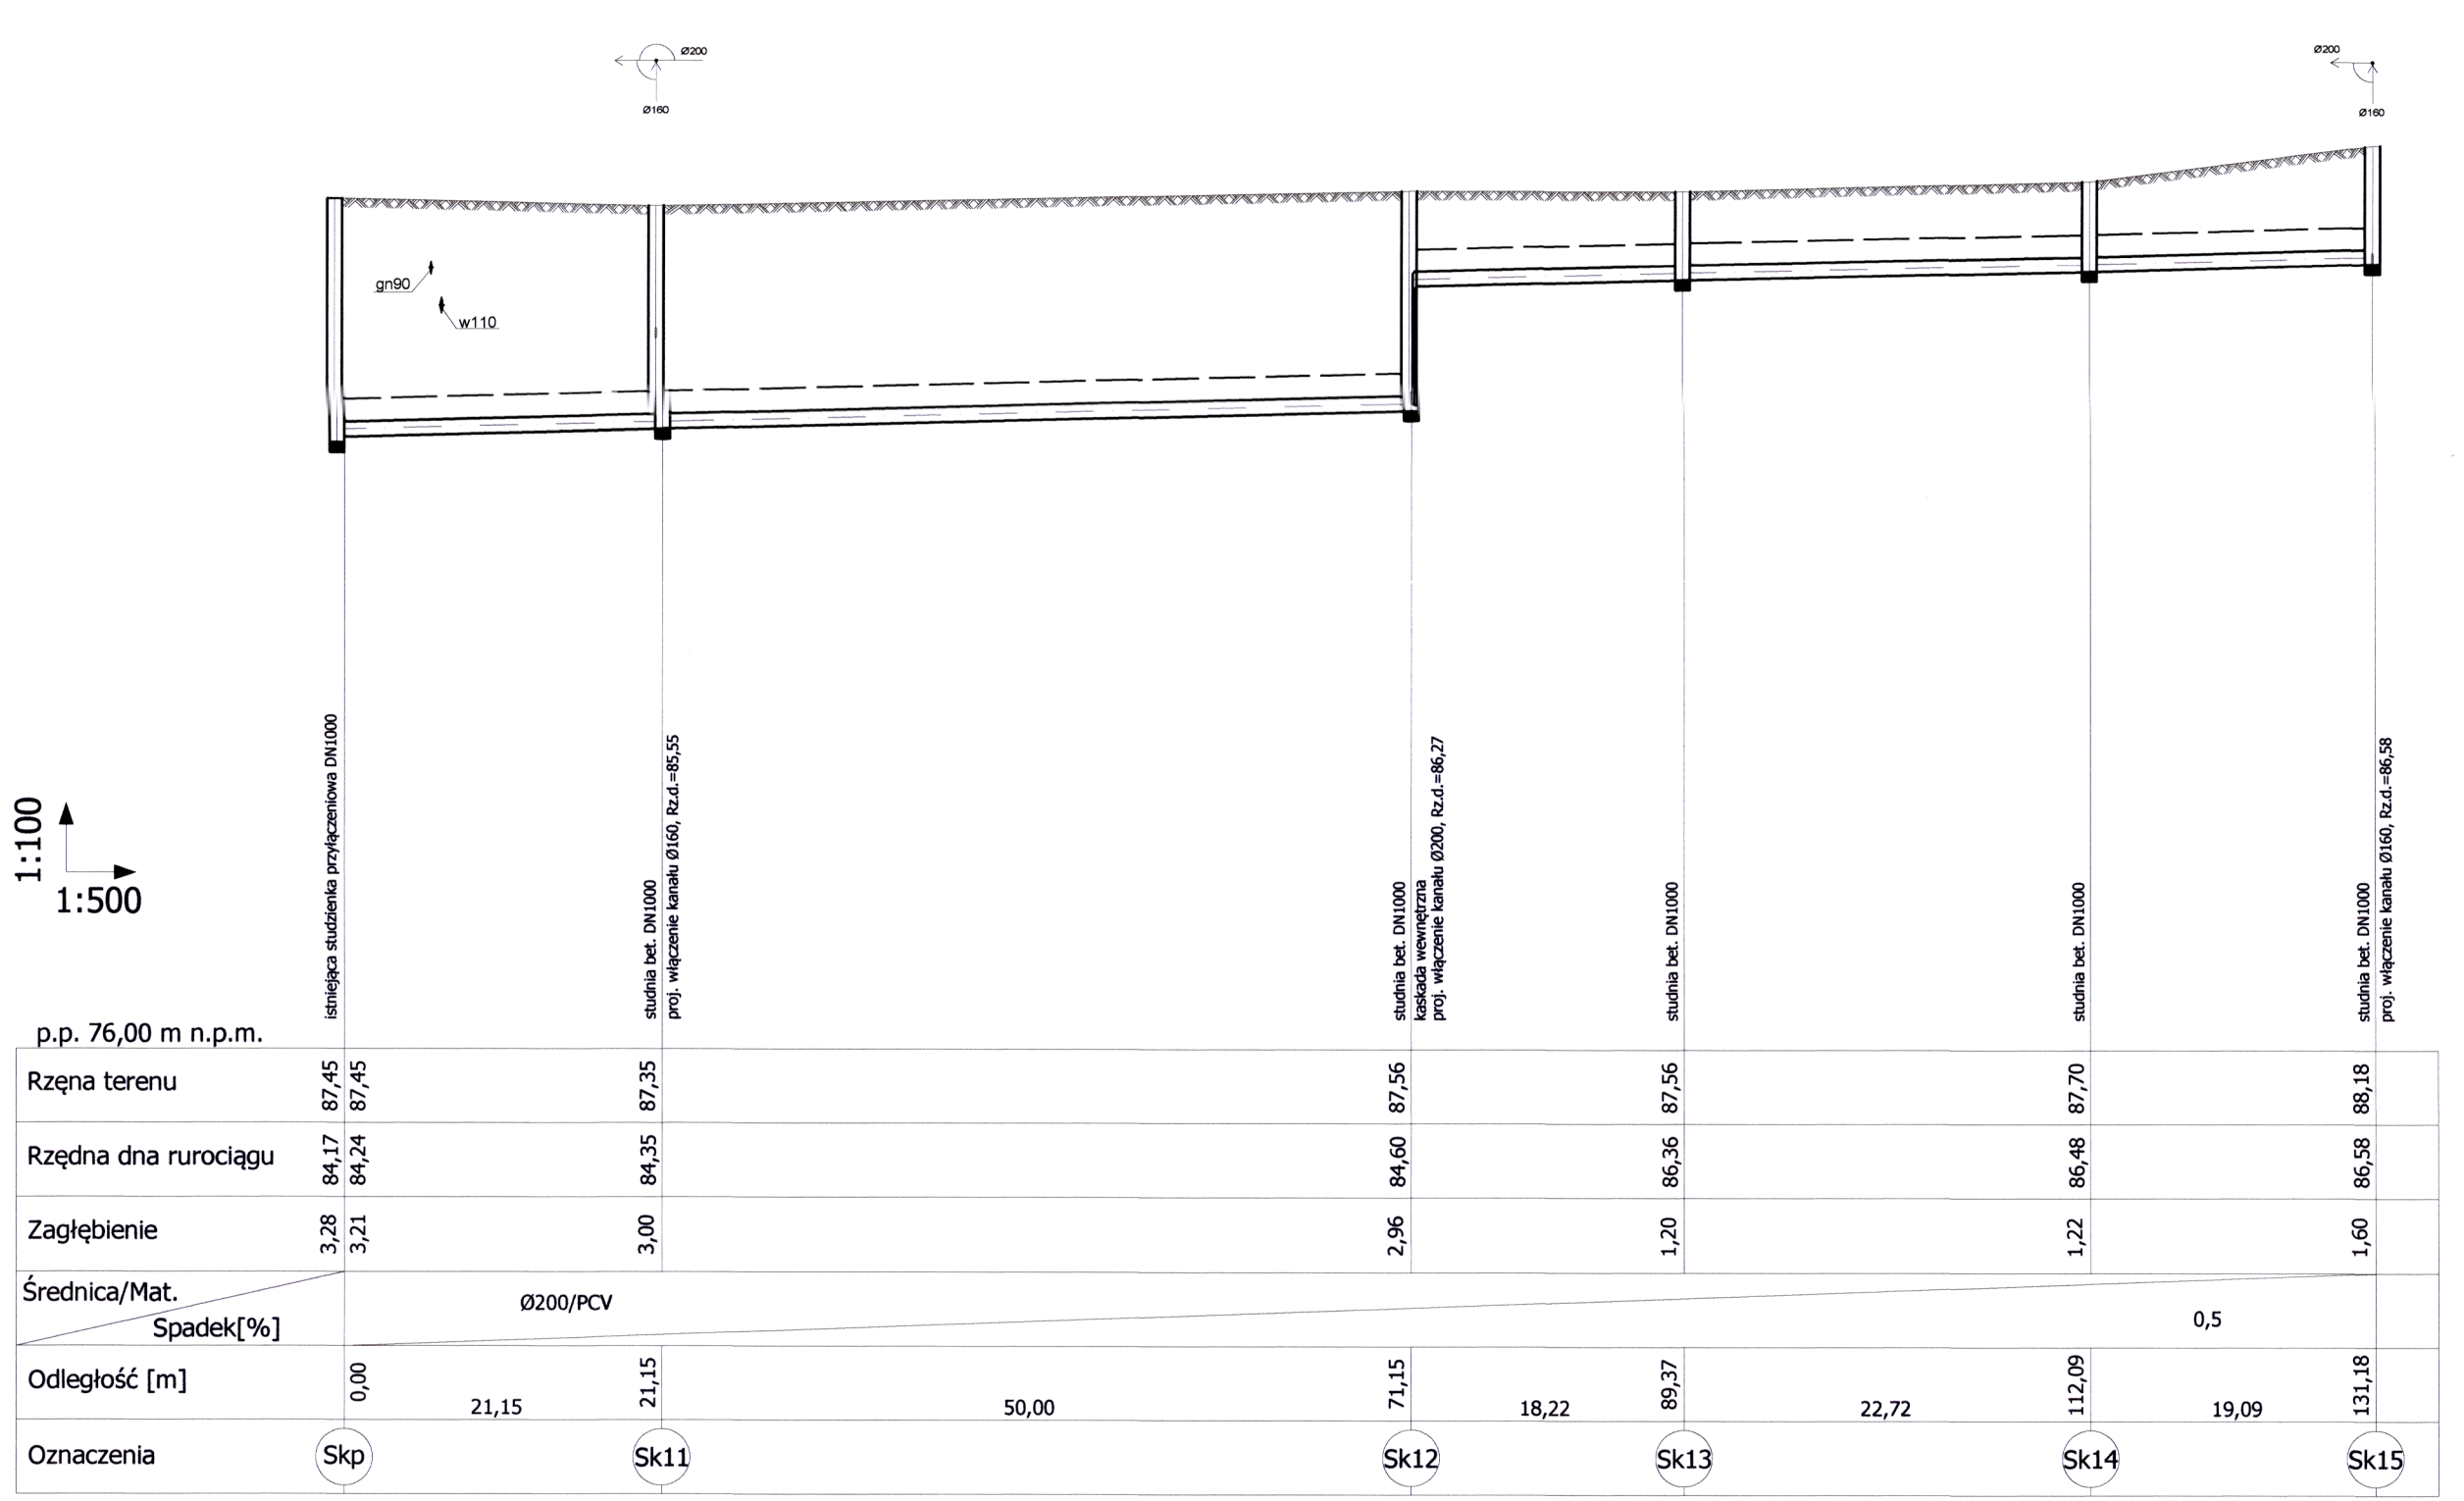 Ø200
Ø160
Ø200
Ø160
gn90
w110
1:100
1:500
istniejąca studzienka przyłączeniowa DN1000
studnia bet. DN1000
proj. włączenie kanału Ø160, Rz.d.=85,55
studnia bet. DN1000
kaskada wewnętrzna
proj. włączenie kanału Ø200, Rz.d.=86,27
studnia bet. DN1000
studnia bet. DN1000
studnia bet. DN1000
proj. włączenie kanału Ø160, Rz.d.=86,58
p.p. 76,00 m n.p.m.
Rzęna terenu 87,45 87,45 87,35 87,56 87,56 87,70 88,18
Rzędna dna rurociągu 84,17 84,24 84,35 84,60 86,36 86,48 86,58
Zagłębienie 3,28 3,21 3,00 2,96 1,20 1,22 1,60
Średnica/Mat. Ø200/PCV
Spadek[%] 0,5
Odległość [m] 0,00 21,15 71,15 89,37 112,09 131,18
21,15 50,00 18,22 22,72 19,09
Oznaczenia Skp Sk11 Sk12 Sk13 Sk14 Sk15